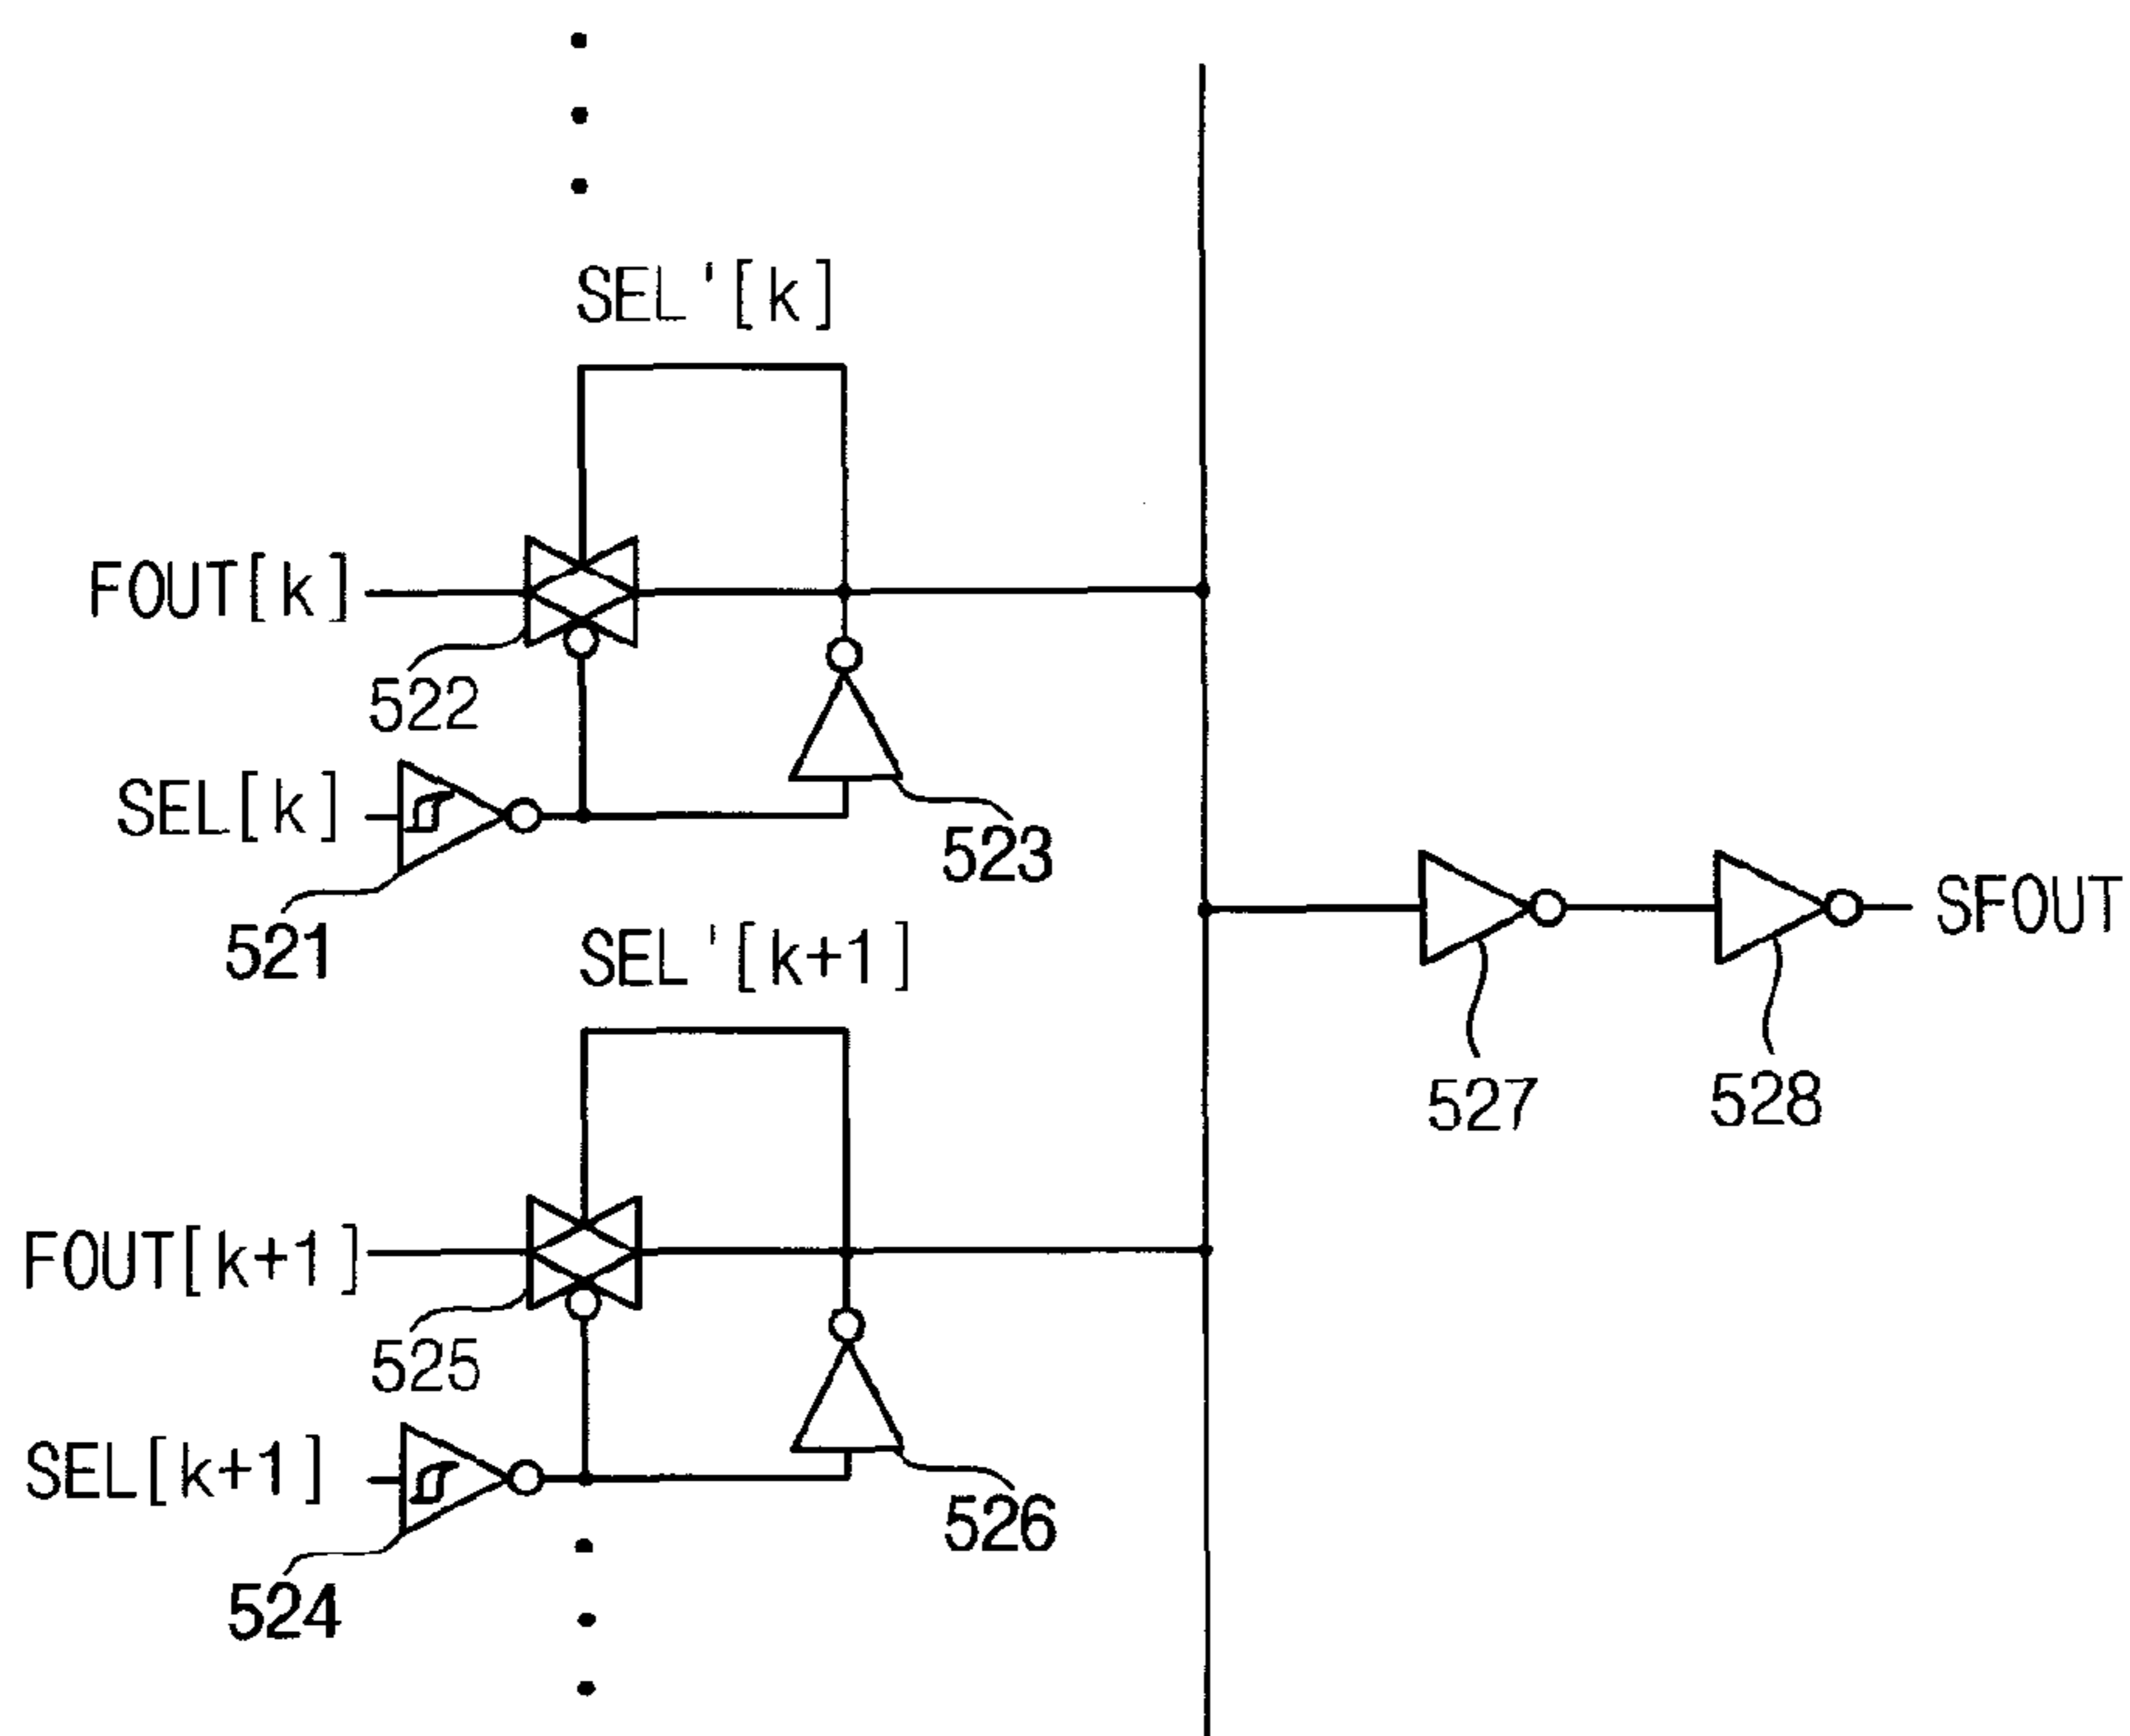 SEL'[k]
FOUT[k]
522
SEL[k]
523
521
SFOUT
SEL'[k+1]
527
528
FOUT[k+1]
525
SEL[k+1]
526
524